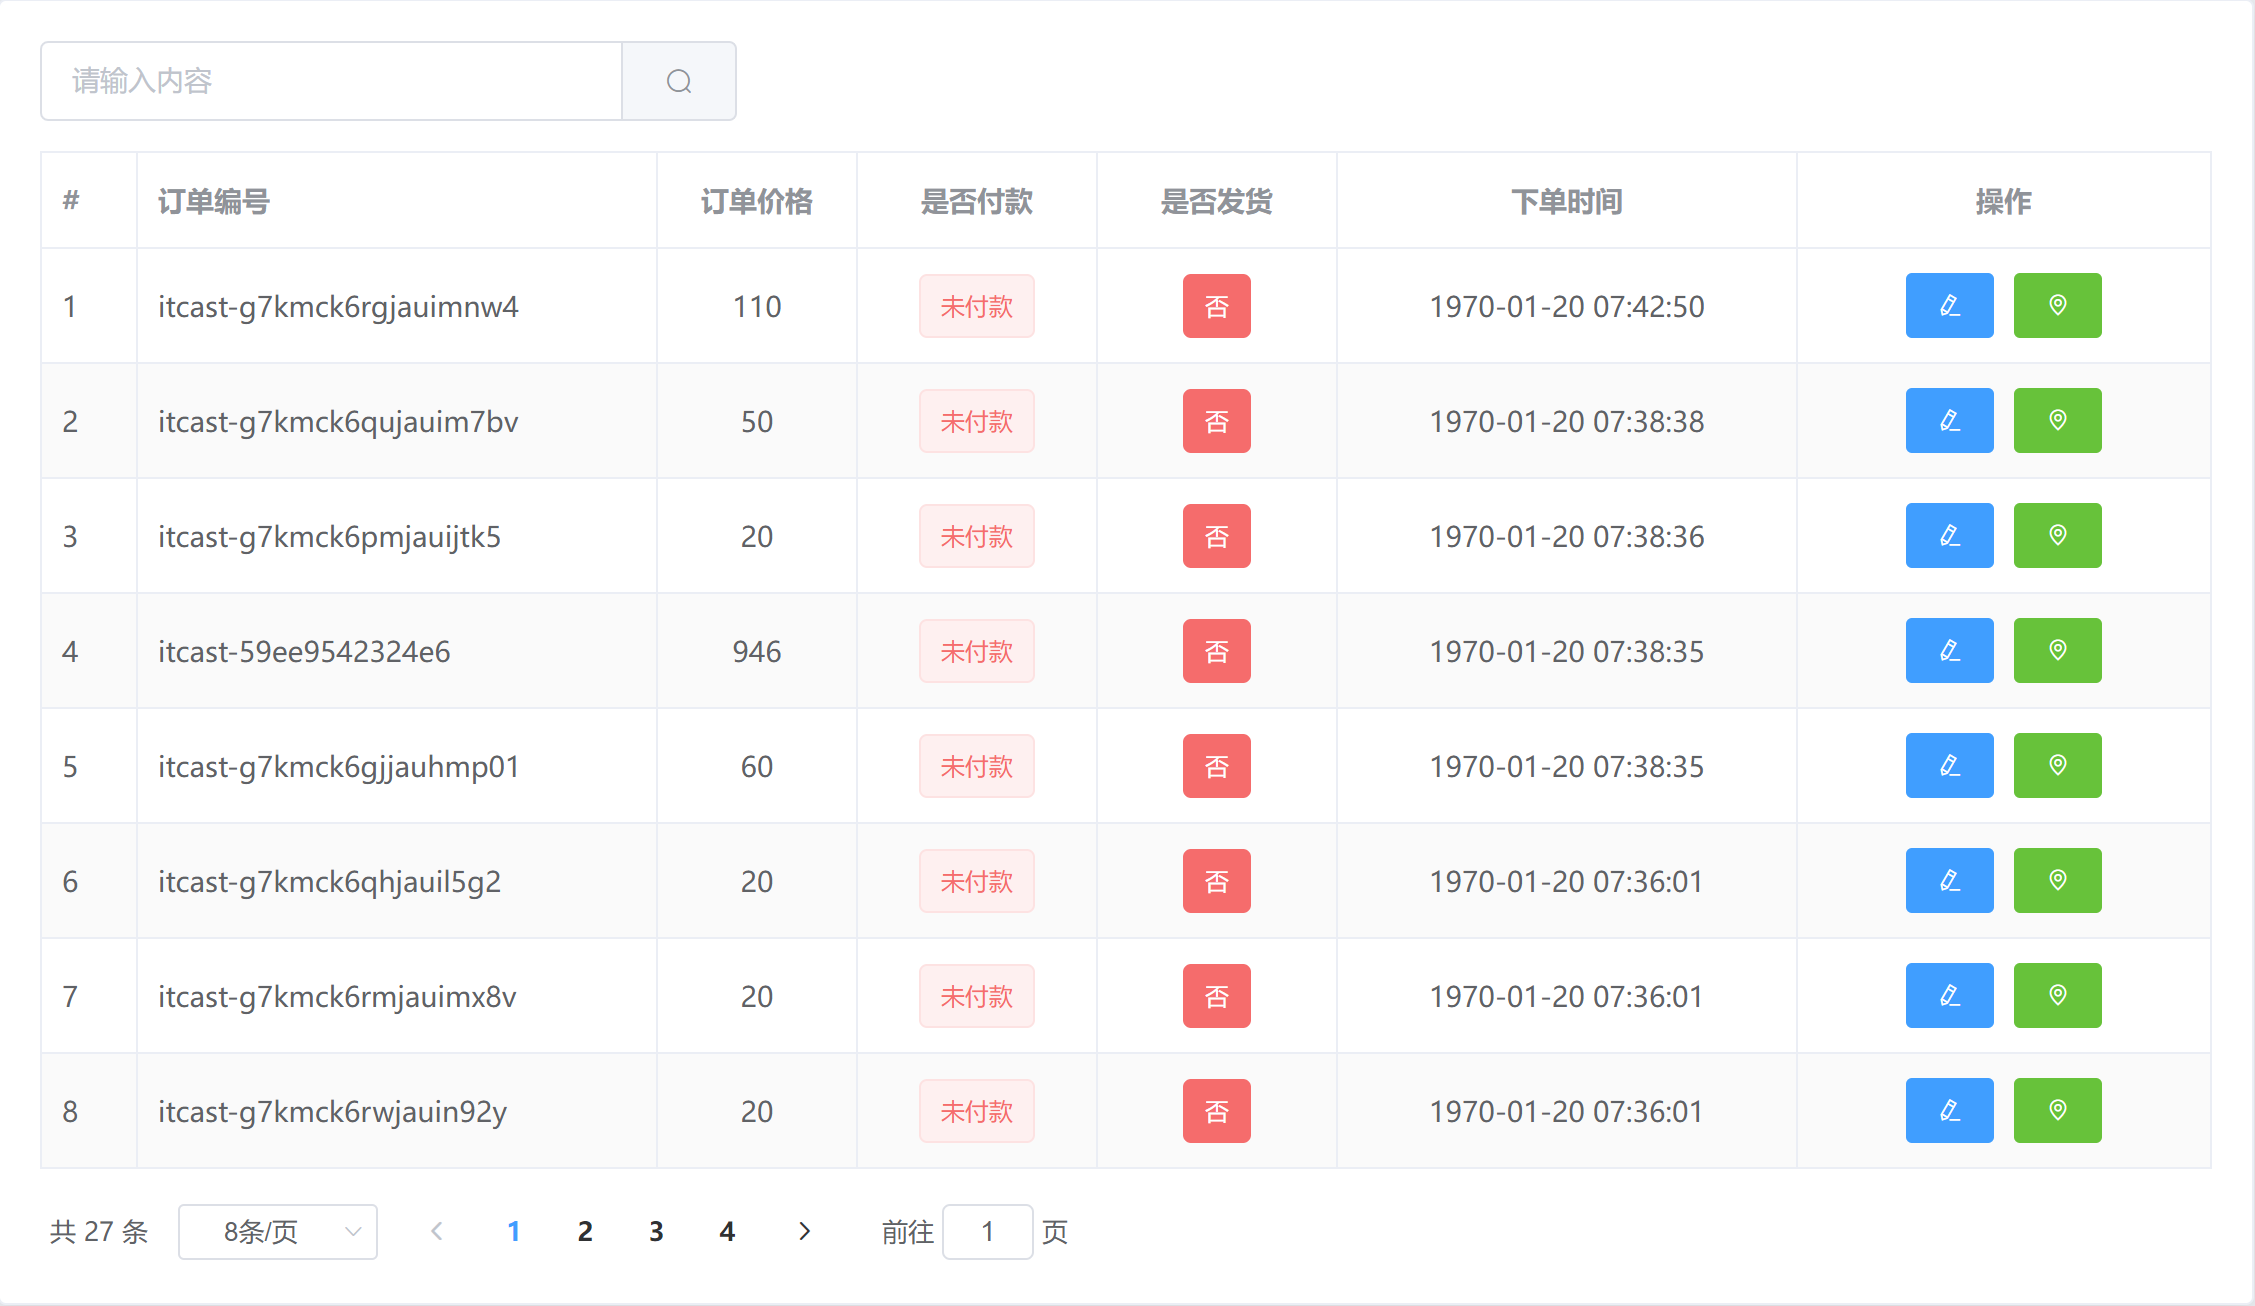 请输入内容
# 订单编号 订单价格 是否付款 是否发货 下单时间 操作
1 itcast-g7kmck6rgjauimnw4 110 未付款 否 1970-01-20 07:42:50
2 itcast-g7kmck6qujauim7bv 50 未付款 否 1970-01-20 07:38:38
3 itcast-g7kmck6pmjauijtk5 20 未付款 否 1970-01-20 07:38:36
4 itcast-59ee9542324e6 946 未付款 否 1970-01-20 07:38:35
5 itcast-g7kmck6gjjauhmp01 60 未付款 否 1970-01-20 07:38:35
6 itcast-g7kmck6qhjauil5g2 20 未付款 否 1970-01-20 07:36:01
7 itcast-g7kmck6rmjauimx8v 20 未付款 否 1970-01-20 07:36:01
8 itcast-g7kmck6rwjauin92y 20 未付款 否 1970-01-20 07:36:01
共 27 条 8条/页 1 2 3 4 前往 1 页